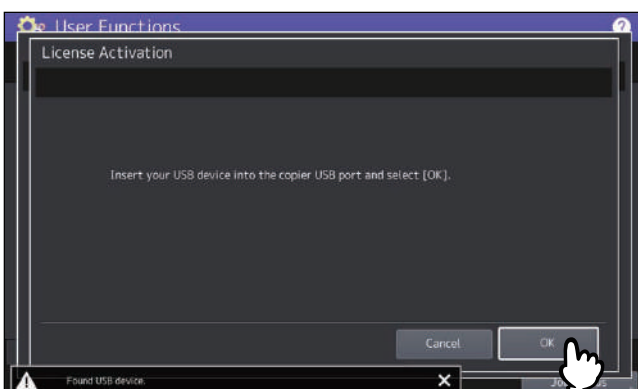 User Functions
?
License Activation
Insert your USB device into the copier USB port and select [OK].
Cancel
OK
Found USB device.